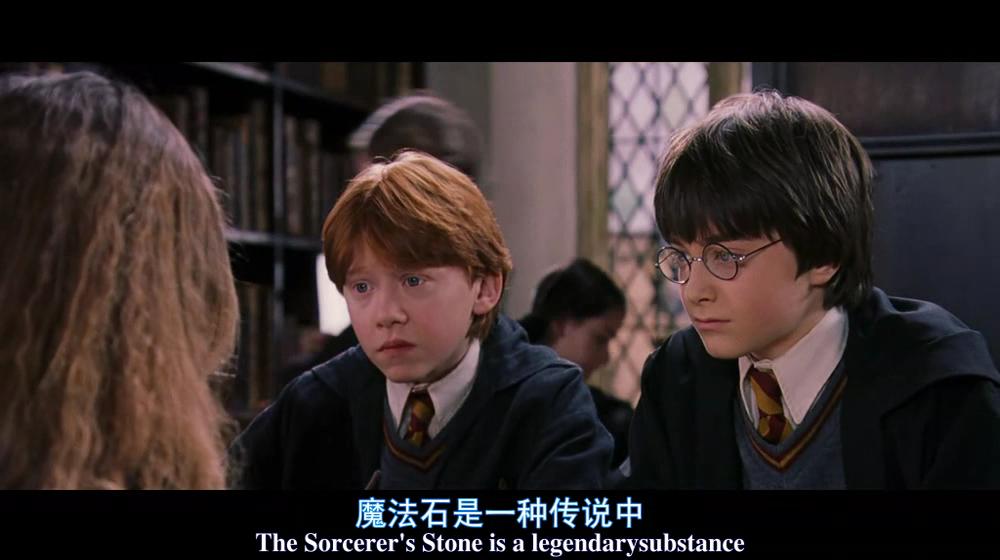 魔法石是一种传说中
The Sorcerer's Stone is a legendarysubstance